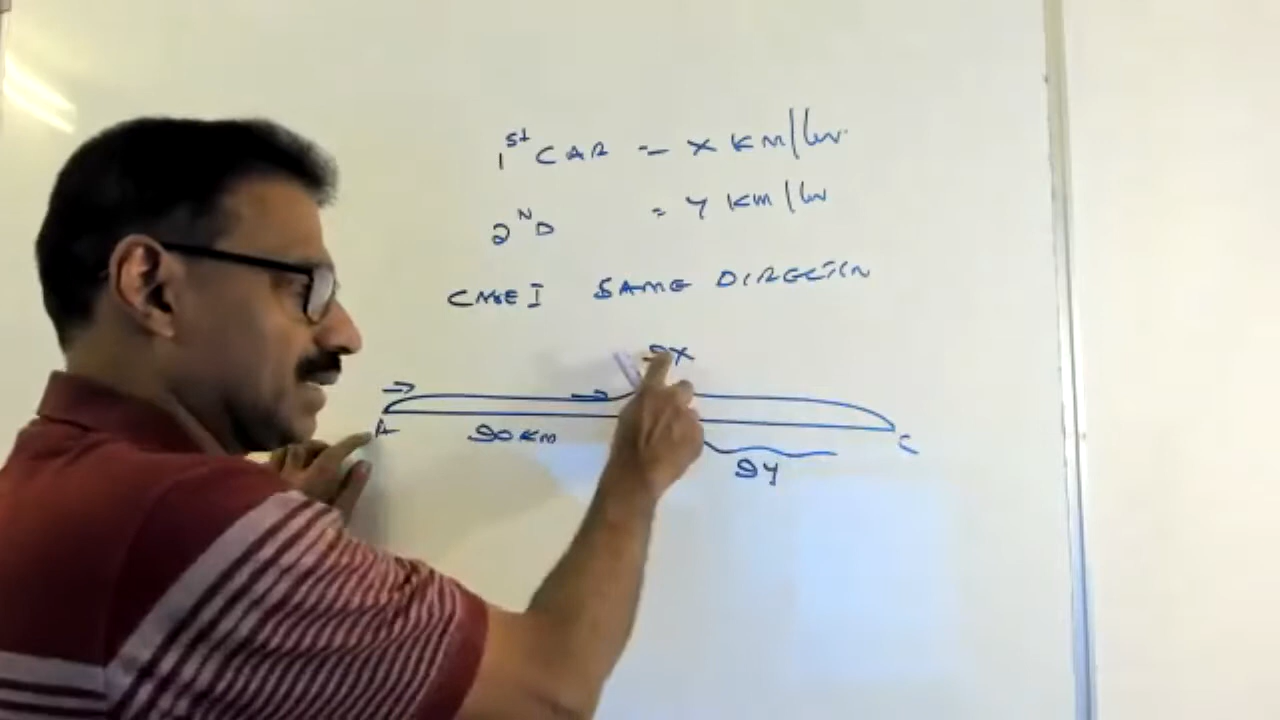 1st CAR = x KM/hr.
2ND = y KM/hr
CASE I SAME DIRECTION
9x
A 90 KM C
9y